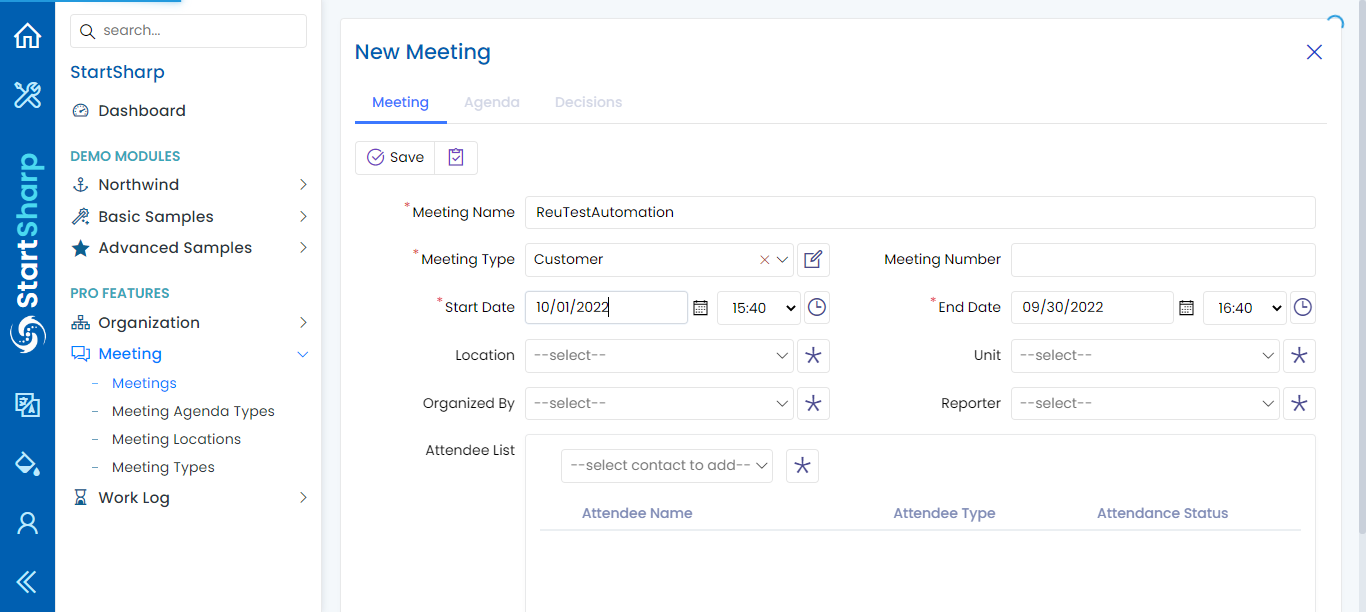 search...
StartSharp
Dashboard
DEMO MODULES
Northwind
Basic Samples
Advanced Samples
PRO FEATURES
Organization
Meeting
Meetings
Meeting Agenda Types
Meeting Locations
Meeting Types
Work Log
StartSharp
New Meeting
Meeting Agenda Decisions
Save
*Meeting Name ReuTestAutomation
*Meeting Type Customer Meeting Number
*Start Date 10/01/2022 15:40 *End Date 09/30/2022 16:40
Location --select-- Unit --select--
Organized By --select-- Reporter --select--
Attendee List
--select contact to add--
Attendee Name Attendee Type Attendance Status